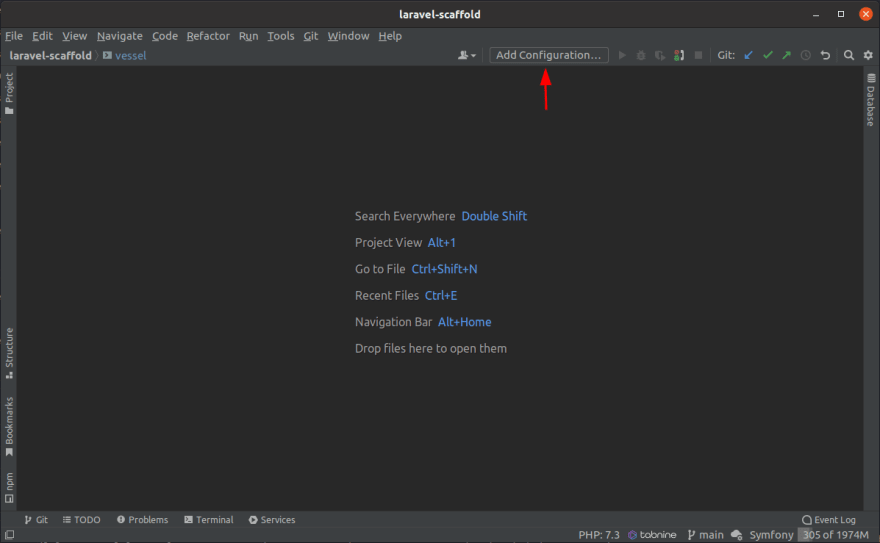 laravel-scaffold
File Edit View Navigate Code Refactor Run Tools Git Window Help
laravel-scaffold vessel Add Configuration... Git:
Project
Database
Search Everywhere Double Shift
Project View Alt+1
Go to File Ctrl+Shift+N
Recent Files Ctrl+E
Navigation Bar Alt+Home
Drop files here to open them
Structure
Bookmarks
npm
Git TODO Problems Terminal Services Event Log
PHP: 7.3 tabnine main Symfony 305 of 1974M